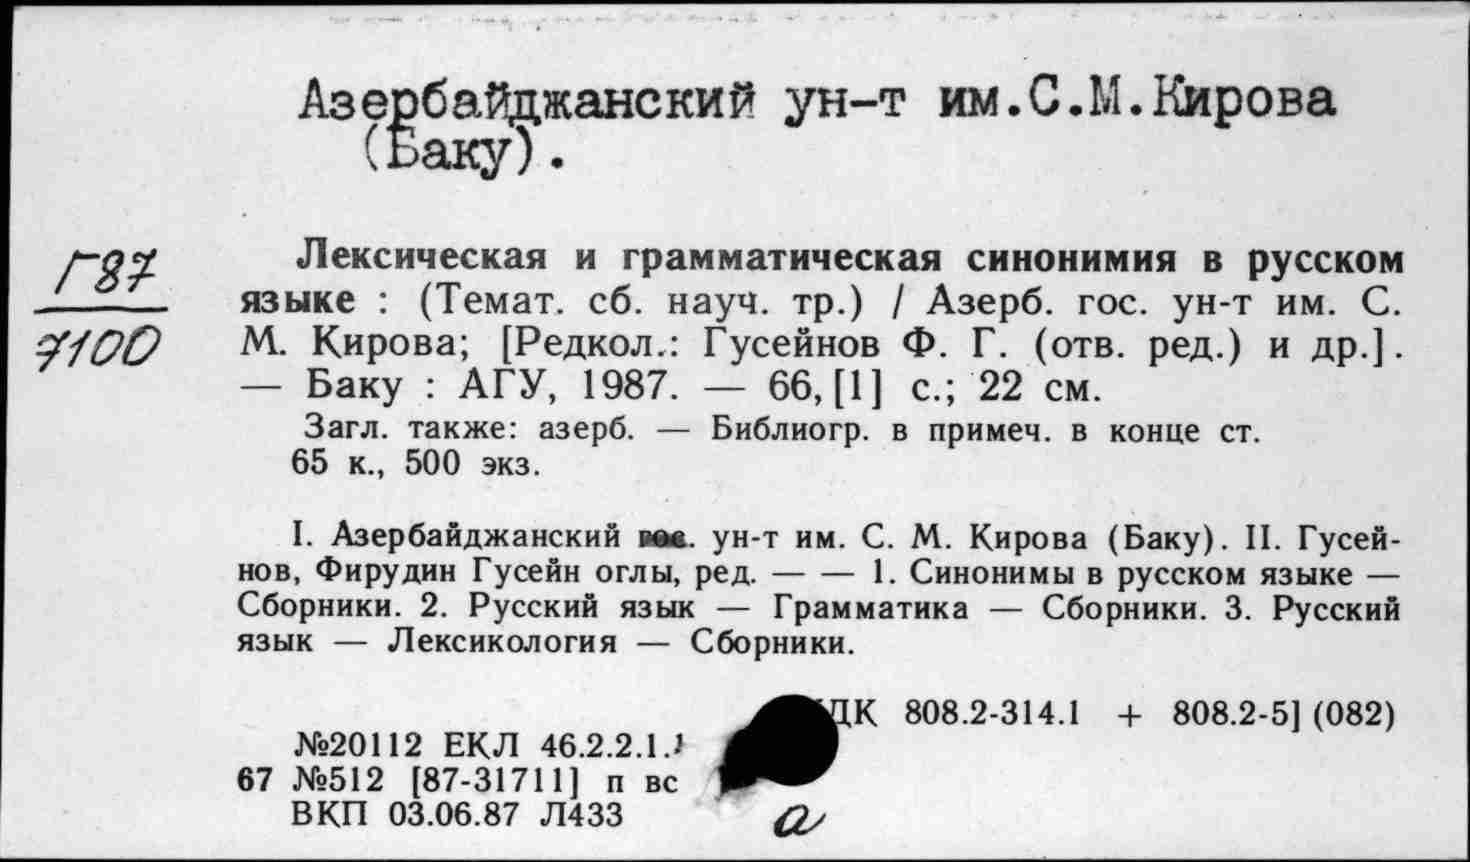 Азербайджанский ун-т им.С.М.Кирова
(Баку).
Г87
7100
Лексическая и грамматическая синонимия в русском
языке : (Темат. сб. науч. тр.) / Азерб. гос. ун-т им. С.
М. Кирова; [Редкол.: Гусейнов Ф. Г. (отв. ред.) и др.].
— Баку : АГУ, 1987. — 66, [1] с.; 22 см.
Загл. также: азерб. — Библиогр. в примеч. в конце ст.
65 к., 500 экз.
I. Азербайджанский ун-т им. С. М. Кирова (Баку). II. Гусей-
нов, Фирудин Гусейн оглы, ред. — — 1. Синонимы в русском языке —
Сборники. 2. Русский язык — Грамматика — Сборники. 3. Русский
язык — Лексикология — Сборники.
ДК 808.2-314.1 + 808.2-5] (082)
№20112 ЕКЛ 46.2.2.1.
67 №512 [87-31711] п вс
ВКП 03.06.87 Л433
а